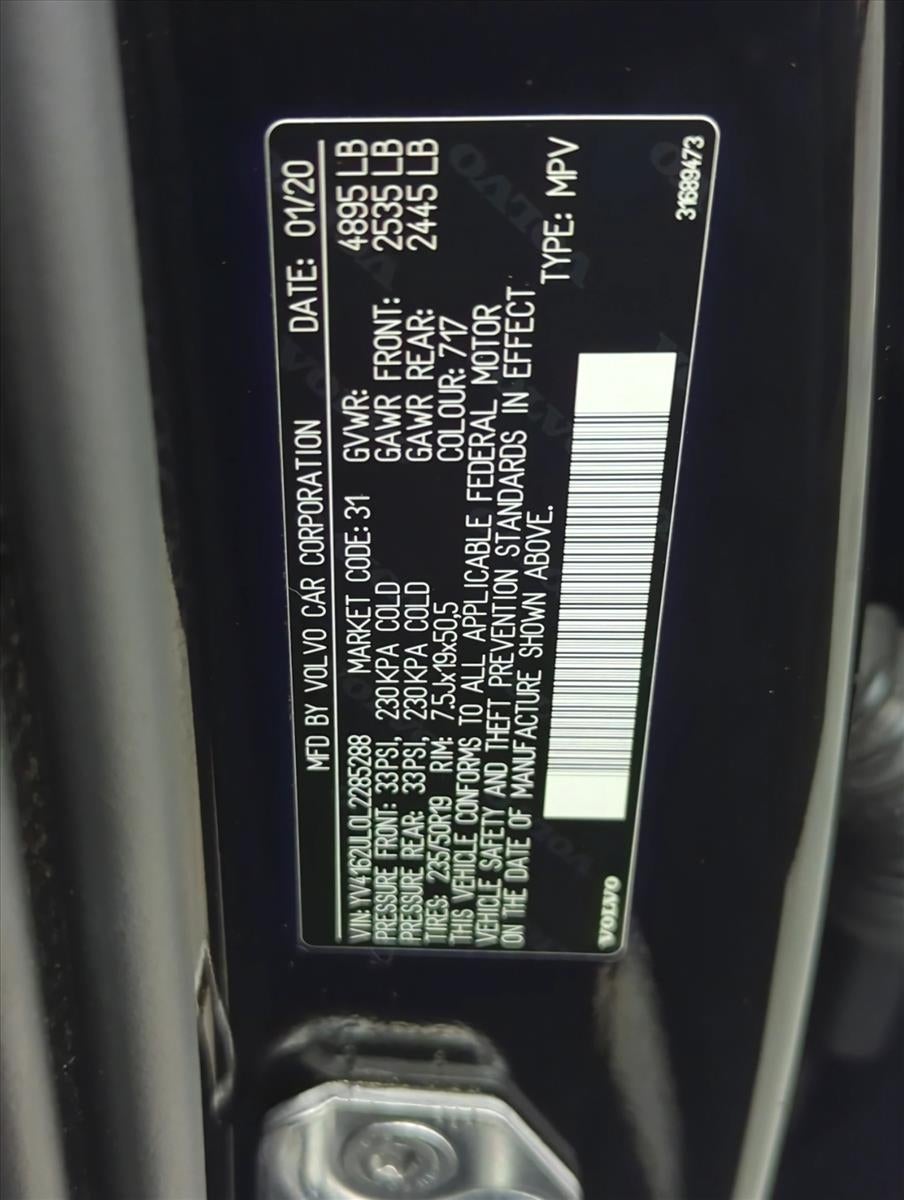 MFD BY VOLVO CAR CORPORATION DATE: 01/20
VIN: YV4162UL0L2285288 MARKET CODE: 31 GVWR: 4895 LB
PRESSURE FRONT: 33PSI, 230KPA COLD GAWR FRONT: 2535 LB
PRESSURE REAR: 33PSI, 230KPA COLD GAWR REAR: 2445 LB
TIRES: 235/50R19 RIM: 7.5Jx19x50,5 COLOUR: 717
THIS VEHICLE CONFORMS TO ALL APPLICABLE FEDERAL MOTOR
VEHICLE SAFETY AND THEFT PREVENTION STANDARDS IN EFFECT
ON THE DATE OF MANUFACTURE SHOWN ABOVE. TYPE: MPV
VOLVO 31689473